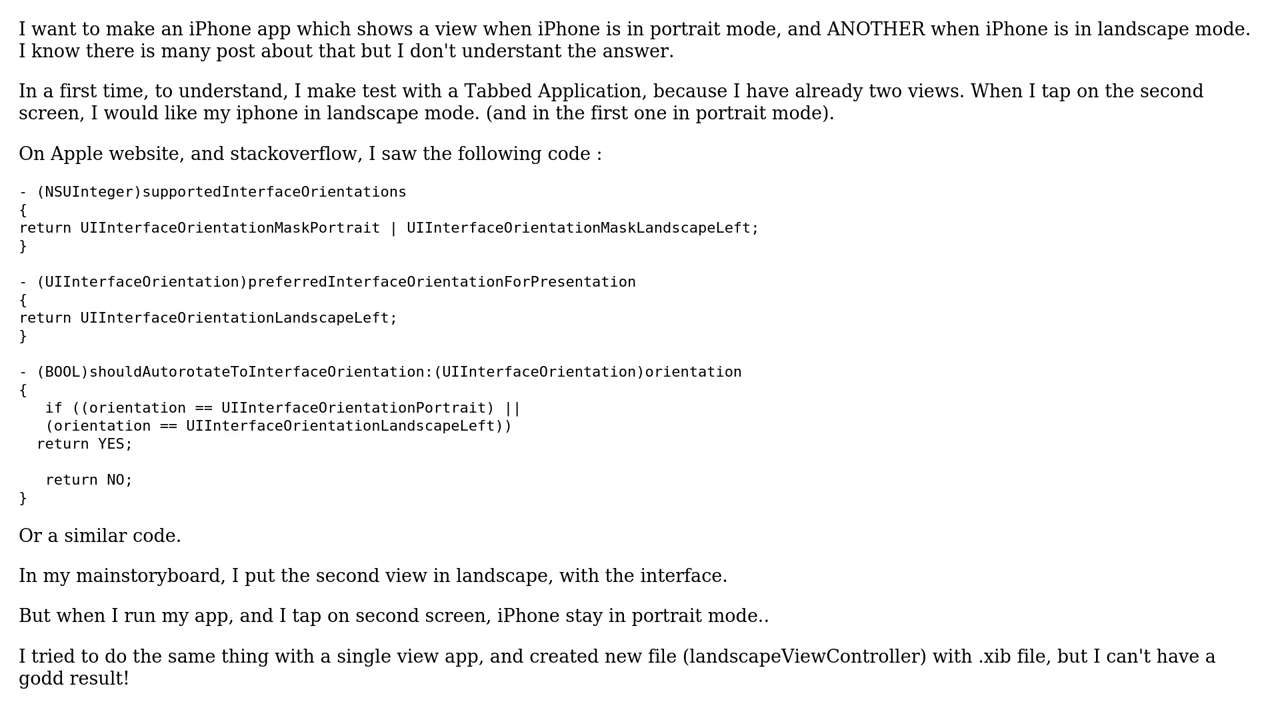 I want to make an iPhone app which shows a view when iPhone is in portrait mode, and ANOTHER when iPhone is in landscape mode.
I know there is many post about that but I don't understant the answer.
In a first time, to understand, I make test with a Tabbed Application, because I have already two views. When I tap on the second
screen, I would like my iphone in landscape mode. (and in the first one in portrait mode).
On Apple website, and stackoverflow, I saw the following code :
- (NSUInteger)supportedInterfaceOrientations
{
return UIInterfaceOrientationMaskPortrait | UIInterfaceOrientationMaskLandscapeLeft;
}
- (UIInterfaceOrientation)preferredInterfaceOrientationForPresentation
{
return UIInterfaceOrientationLandscapeLeft;
}
- (BOOL)shouldAutorotateToInterfaceOrientation:(UIInterfaceOrientation)orientation
{
   if ((orientation == UIInterfaceOrientationPortrait) ||
   (orientation == UIInterfaceOrientationLandscapeLeft))
  return YES;
   return NO;
}
Or a similar code.
In my mainstoryboard, I put the second view in landscape, with the interface.
But when I run my app, and I tap on second screen, iPhone stay in portrait mode..
I tried to do the same thing with a single view app, and created new file (landscapeViewController) with .xib file, but I can't have a
godd result!